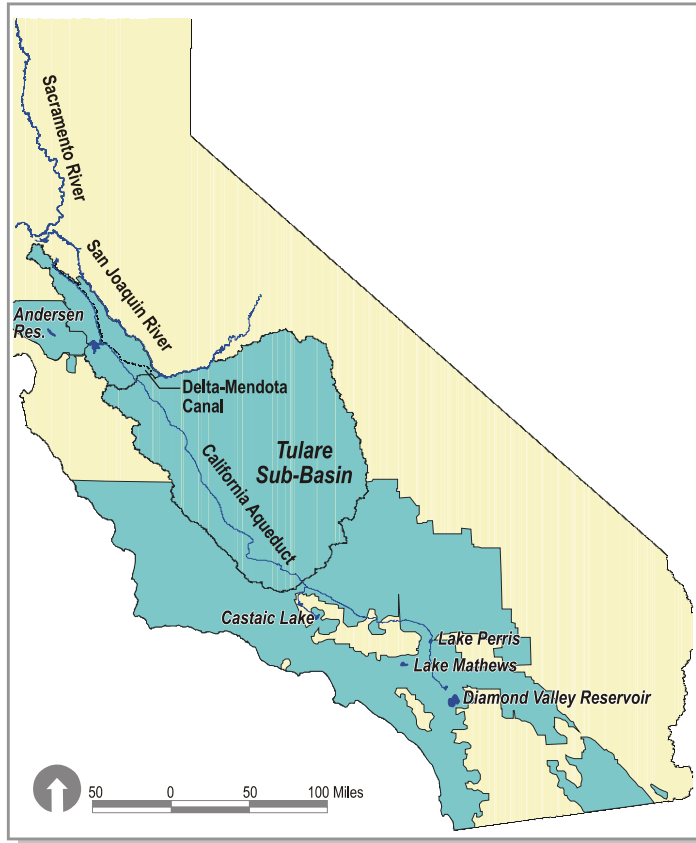 Sacramento River
San Joaquin River
Andersen
Res.
Delta-Mendota
Canal
Tulare
Sub-Basin
California Aqueduct
Castaic Lake
Lake Perris
Lake Mathews
Diamond Valley Reservoir
50 0 50 100 Miles